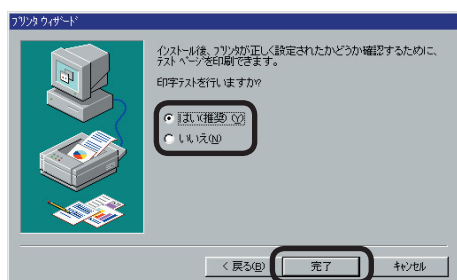 プリンタ ウィザード
インストール後、プリンタが正しく設定されたかどうか確認するために、
テスト ページを印刷できます。
印字テストを行いますか?
はい(推奨)(Y)
いいえ(N)
< 戻る(B)
完了
キャンセル